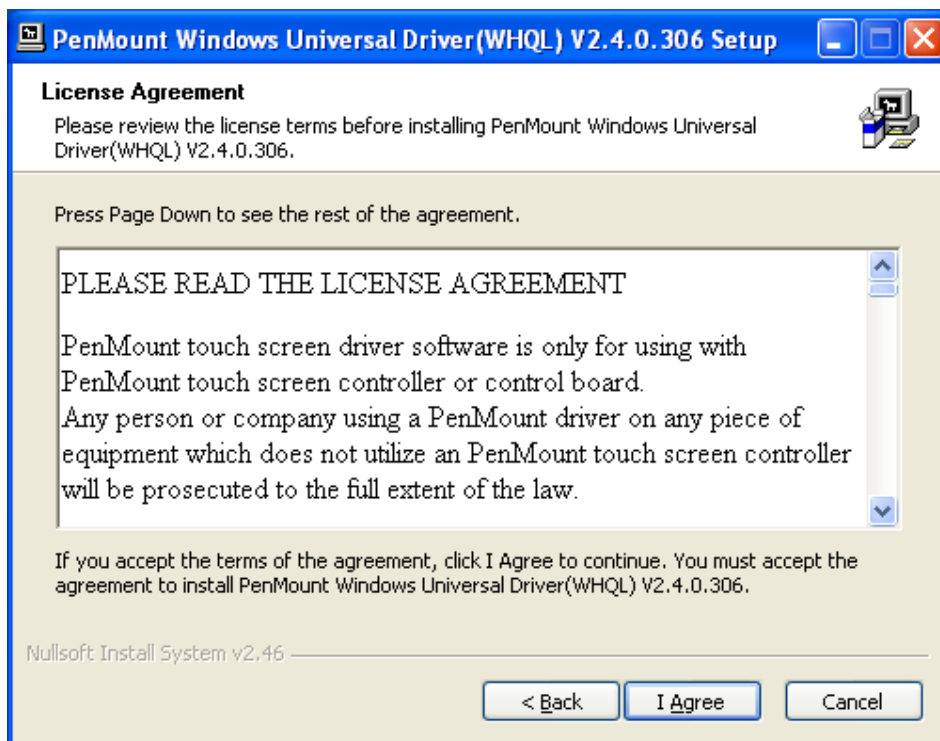 PenMount Windows Universal Driver(WHQL) V2.4.0.306 Setup
License Agreement
Please review the license terms before installing PenMount Windows Universal
Driver(WHQL) V2.4.0.306.
Press Page Down to see the rest of the agreement.
PLEASE READ THE LICENSE AGREEMENT
PenMount touch screen driver software is only for using with
PenMount touch screen controller or control board.
Any person or company using a PenMount driver on any piece of
equipment which does not utilize an PenMount touch screen controller
will be prosecuted to the full extent of the law.
If you accept the terms of the agreement, click I Agree to continue. You must accept the
agreement to install PenMount Windows Universal Driver(WHQL) V2.4.0.306.
Nullsoft Install System v2.46
< Back
I Agree
Cancel